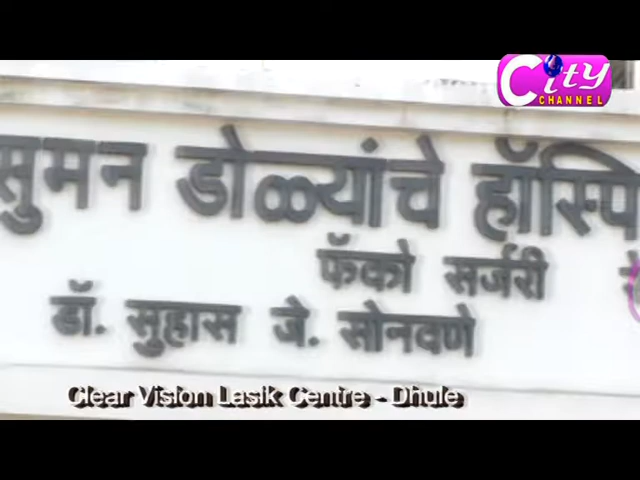 City
CHANNEL
सुमन डोळ्यांचे हॉस्पि
फॅको सर्जरी
डॉ. सुहास जे. सोनवणे
Clear Vision Lasik Centre - Dhule